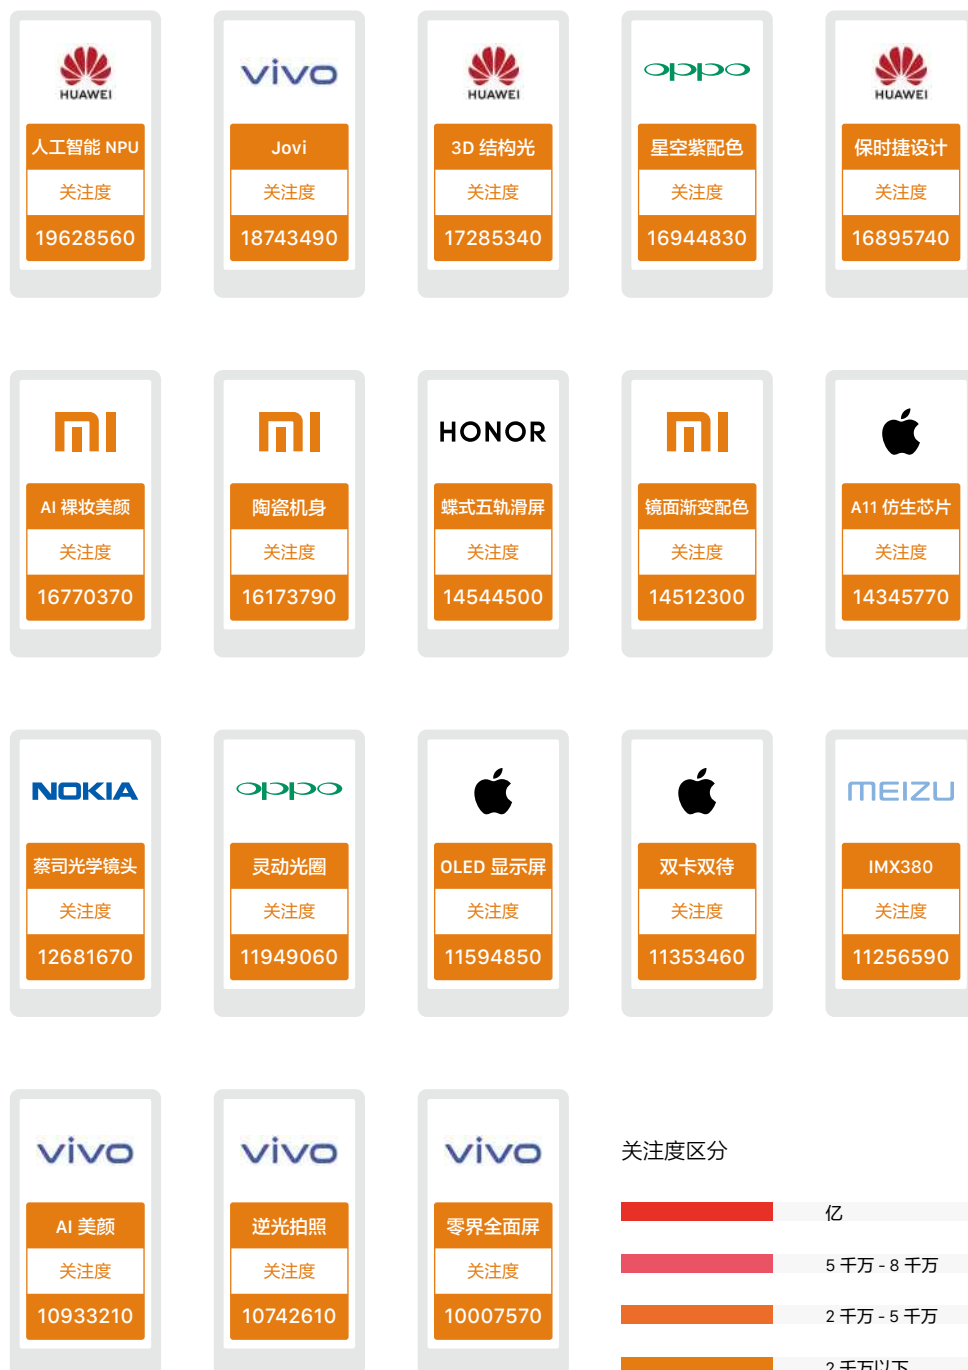 HUAWEI
人工智能 NPU
关注度
19628560
vivo
Jovi
关注度
18743490
HUAWEI
3D 结构光
关注度
17285340
oppo
星空紫配色
关注度
16944830
HUAWEI
保时捷设计
关注度
16895740
AI 裸妆美颜
关注度
16770370
陶瓷机身
关注度
16173790
HONOR
蝶式五轨滑屏
关注度
14544500
镜面渐变配色
关注度
14512300
A11 仿生芯片
关注度
14345770
NOKIA
蔡司光学镜头
关注度
12681670
oppo
灵动光圈
关注度
11949060
OLED 显示屏
关注度
11594850
双卡双待
关注度
11353460
MEIZU
IMX380
关注度
11256590
vivo
AI 美颜
关注度
10933210
vivo
逆光拍照
关注度
10742610
vivo
零界全面屏
关注度
10007570
关注度区分
亿
5 千万 - 8 千万
2 千万 - 5 千万
2 千万以下